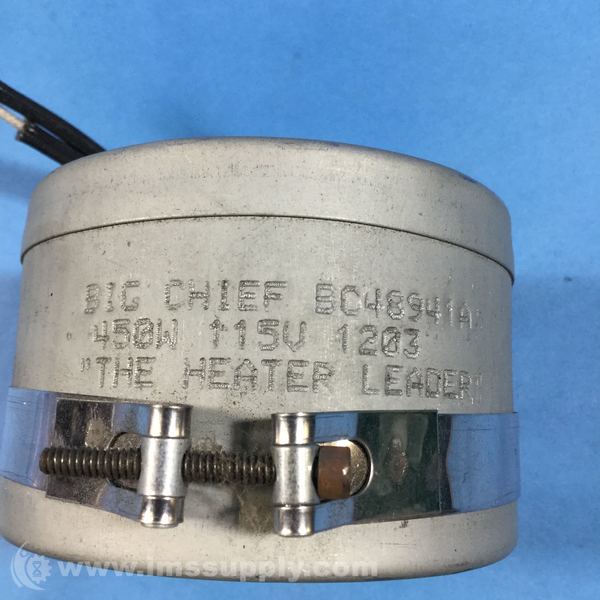 BIG CHIEF BC48941A
450W 115V 1203
"THE HEATER LEADER"
www.imssupply.com